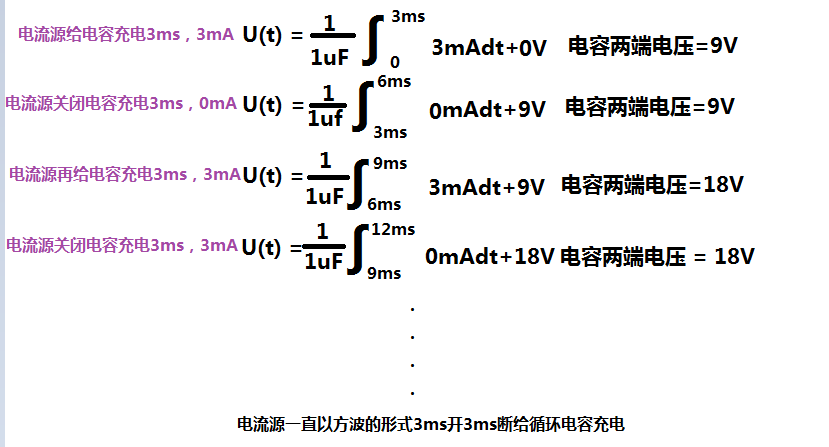 电流源给电容充电3ms，3mA U(t) = 1/1uF ∫ 3ms 0 3mAdt+0V 电容两端电压=9V
电流源关闭电容充电3ms，0mA U(t) = 1/1uf ∫ 6ms 3ms 0mAdt+9V 电容两端电压=9V
电流源再给电容充电3ms，3mA U(t) = 1/1uF ∫ 9ms 6ms 3mAdt+9V 电容两端电压=18V
电流源关闭电容充电3ms，3mA U(t) = 1/1uF ∫ 12ms 9ms 0mAdt+18V 电容两端电压 = 18V
.
.
.
.
电流源一直以方波的形式3ms开3ms断给循环电容充电